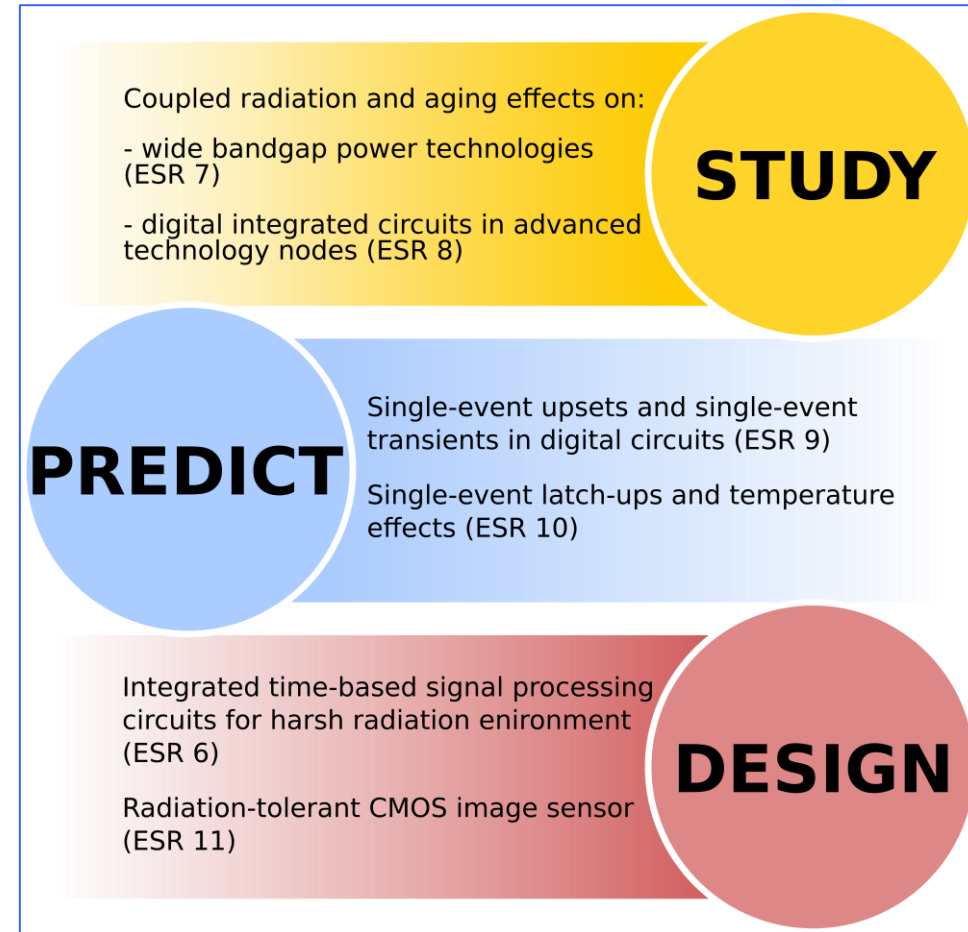 Coupled radiation and aging effects on:
- wide bandgap power technologies
(ESR 7)
- digital integrated circuits in advanced
technology nodes (ESR 8)
STUDY
PREDICT
Single-event upsets and single-event
transients in digital circuits (ESR 9)
Single-event latch-ups and temperature
effects (ESR 10)
Integrated time-based signal processing
circuits for harsh radiation enironment
(ESR 6)
Radiation-tolerant CMOS image sensor
(ESR 11)
DESIGN